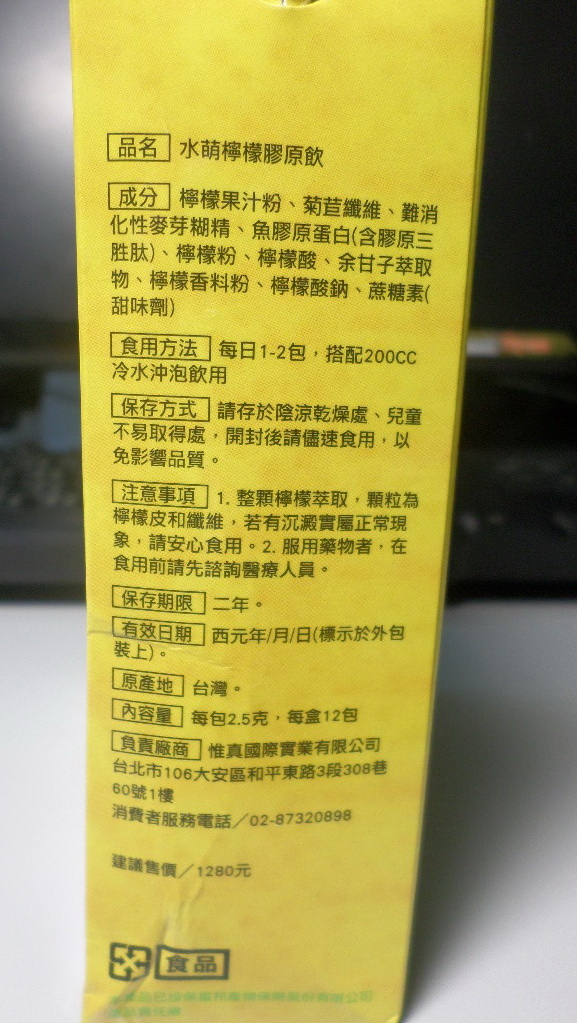 品名 水萌檸檬膠原飲
成分 檸檬果汁粉、菊苣纖維、難消
化性麥芽糊精、魚膠原蛋白(含膠原三
胜肽)、檸檬粉、檸檬酸、余甘子萃取
物、檸檬香料粉、檸檬酸鈉、蔗糖素(
甜味劑)
食用方法 每日1-2包，搭配200CC
冷水沖泡飲用
保存方式 請存於陰涼乾燥處、兒童
不易取得處，開封後請儘速食用，以
免影響品質。
注意事項 1. 整顆檸檬萃取，顆粒為
檸檬皮和纖維，若有沉澱實屬正常現
象，請安心食用。2. 服用藥物者，在
食用前請先諮詢醫療人員。
保存期限 二年。
有效日期 西元年/月/日(標示於外包
裝上)。
原產地 台灣。
內容量 每包2.5克，每盒12包
負責廠商 惟真國際實業有限公司
台北市106大安區和平東路3段308巷
60號1樓
消費者服務電話／02-87320898
建議售價／1280元
食品